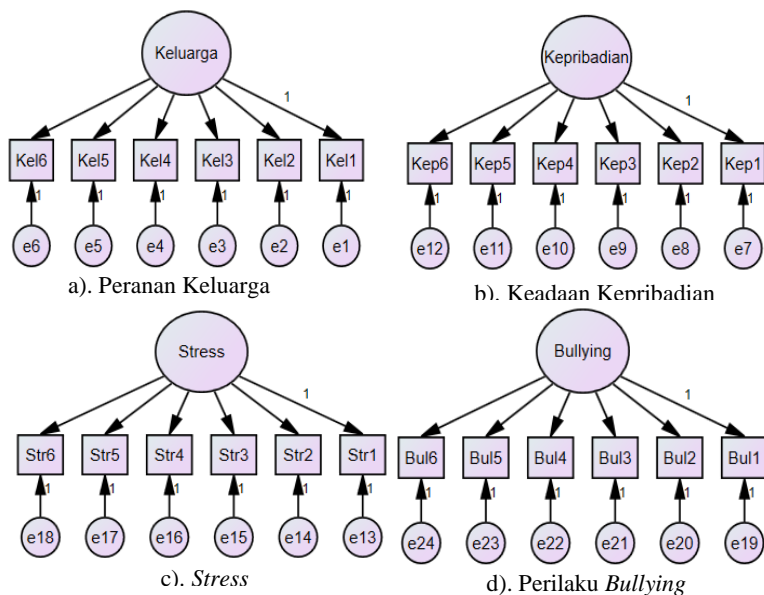 Keluarga
1
Kel6 Kel5 Kel4 Kel3 Kel2 Kel1
1 1 1 1 1 1
e6 e5 e4 e3 e2 e1
a). Peranan Keluarga
Kepribadian
1
Kep6 Kep5 Kep4 Kep3 Kep2 Kep1
1 1 1 1 1 1
e12 e11 e10 e9 e8 e7
b). Keadaan Kepribadian
Stress
1
Str6 Str5 Str4 Str3 Str2 Str1
1 1 1 1 1 1
e18 e17 e16 e15 e14 e13
c). Stress
Bullying
1
Bul6 Bul5 Bul4 Bul3 Bul2 Bul1
1 1 1 1 1 1
e24 e23 e22 e21 e20 e19
d). Perilaku Bullying